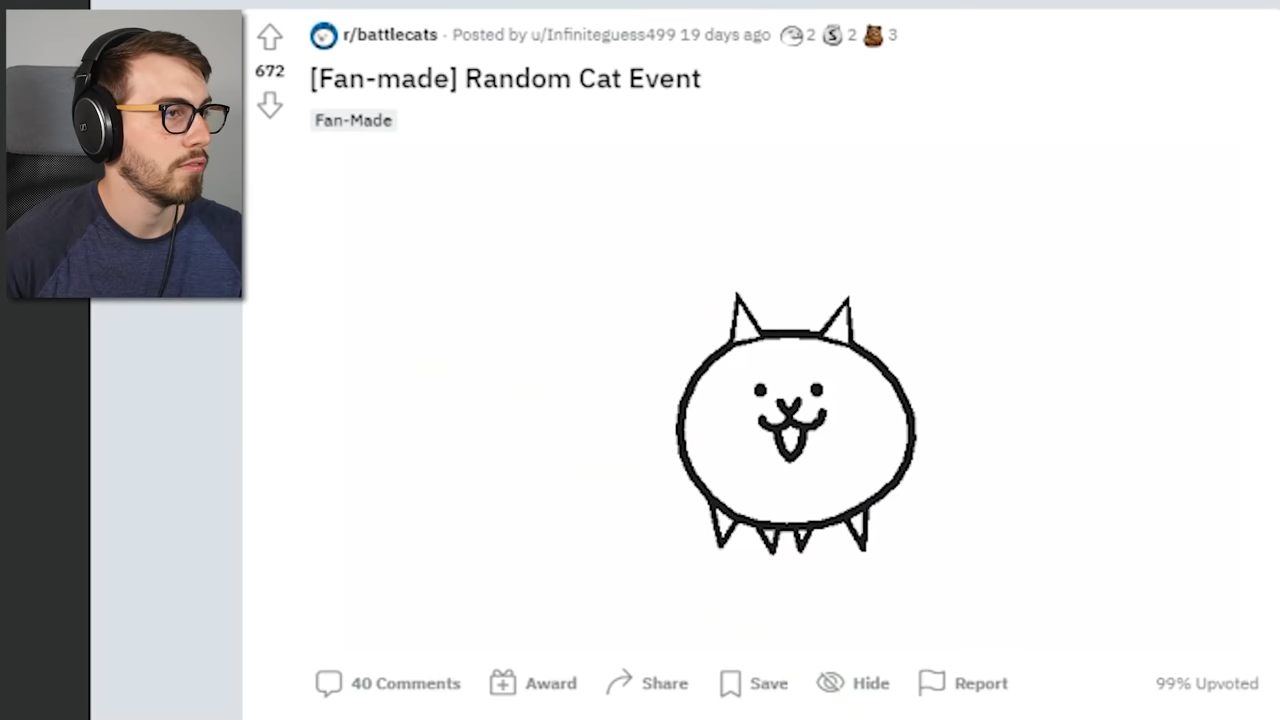 r/battlecats · Posted by u/Infiniteguess499 19 days ago 2 2 3
672
[Fan-made] Random Cat Event
Fan-Made
40 Comments Award Share Save Hide Report 99% Upvoted